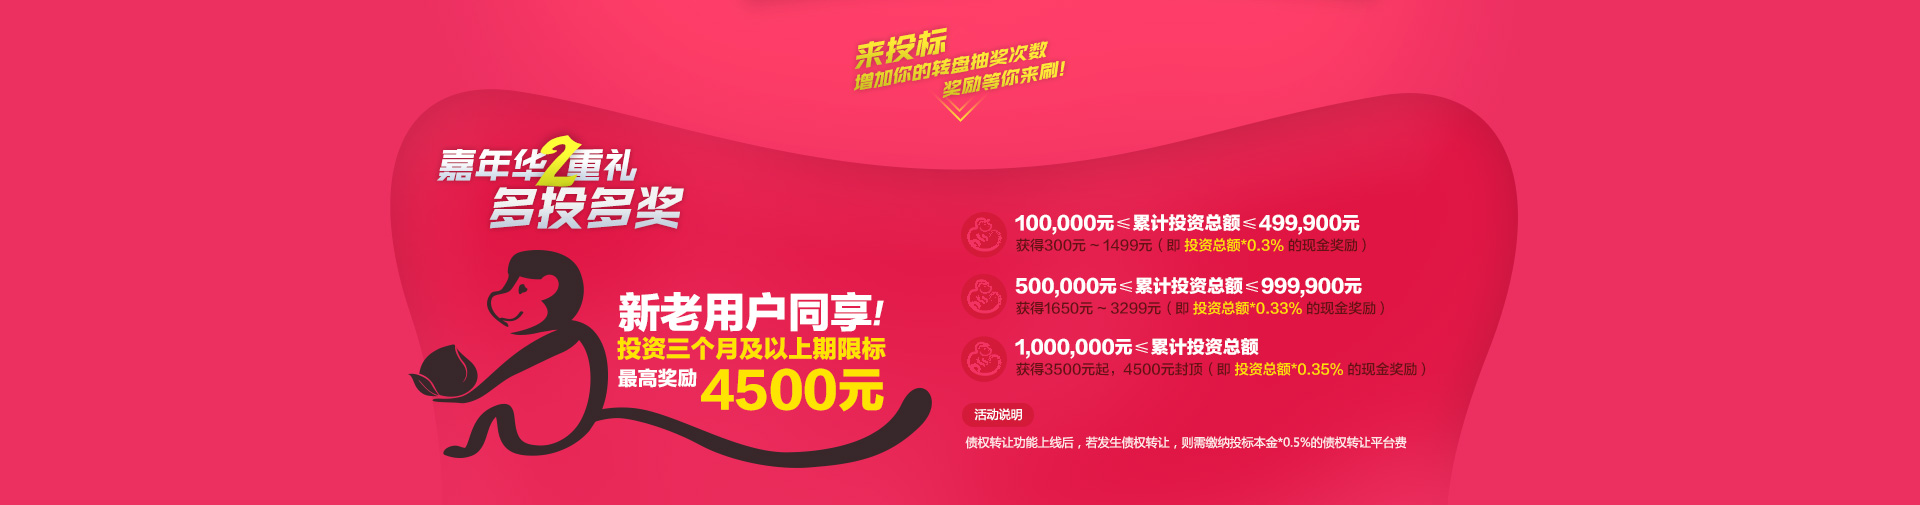 来投标
增加你的转盘抽奖次数
奖励等你来刷!
嘉年华2重礼
多投多奖
新老用户同享!
投资三个月及以上期限标
最高奖励 4500元
100,000元≤累计投资总额≤499,900元
获得300元~1499元（即 投资总额*0.3% 的现金奖励）
500,000元≤累计投资总额≤999,900元
获得1650元~3299元（即 投资总额*0.33% 的现金奖励）
1,000,000元≤累计投资总额
获得3500元起，4500元封顶（即 投资总额*0.35% 的现金奖励）
活动说明
债权转让功能上线后，若发生债权转让，则需缴纳投标本金*0.5%的债权转让平台费